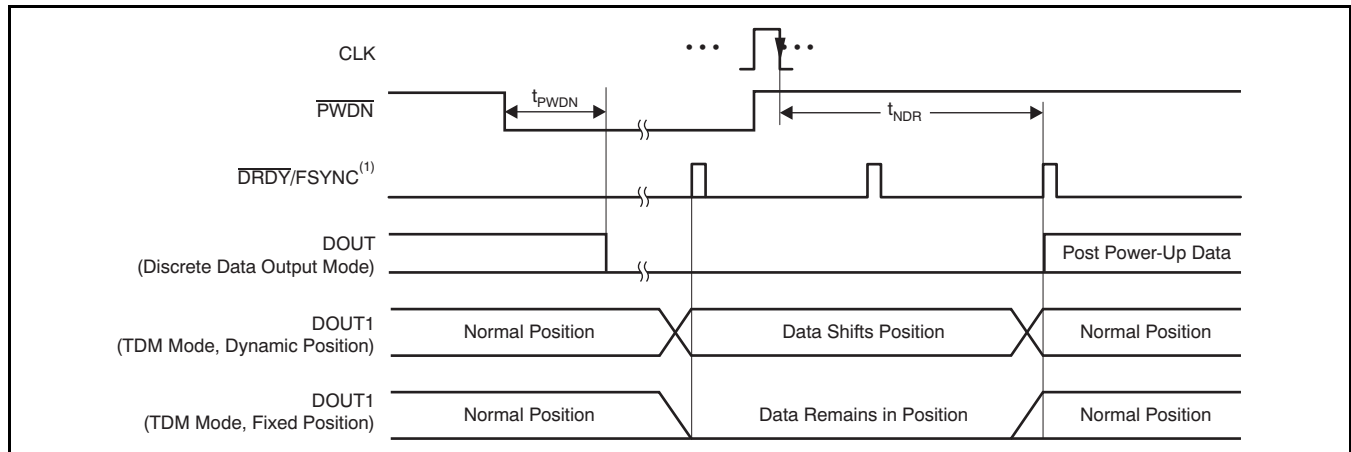 CLK
• • •
• • •
PWDN
tPWDN
tNDR
DRDY/FSYNC(1)
DOUT
(Discrete Data Output Mode)
Post Power-Up Data
DOUT1
(TDM Mode, Dynamic Position)
Normal Position
Data Shifts Position
Normal Position
DOUT1
(TDM Mode, Fixed Position)
Normal Position
Data Remains in Position
Normal Position